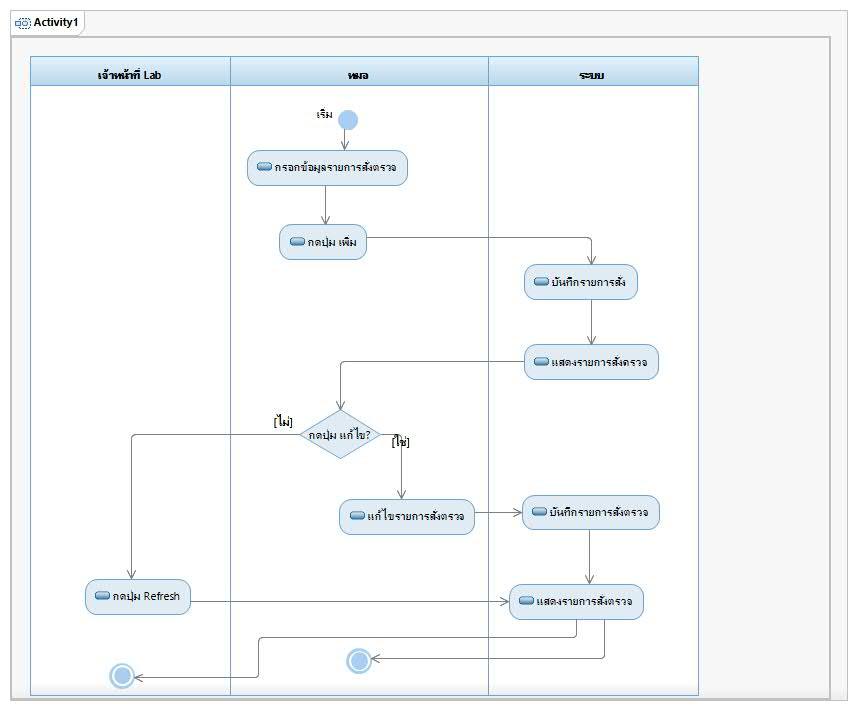 Activity1
เจ้าหน้าที่ Lab
หมอ
ระบบ
เริ่ม
กรอกข้อมูลรายการสั่งตรวจ
กดปุ่ม เพิ่ม
บันทึกรายการสั่ง
แสดงรายการสั่งตรวจ
[ไม่]
กดปุ่ม แก้ไข?
[ใช่]
แก้ไขรายการสั่งตรวจ
บันทึกรายการสั่งตรวจ
กดปุ่ม Refresh
แสดงรายการสั่งตรวจ